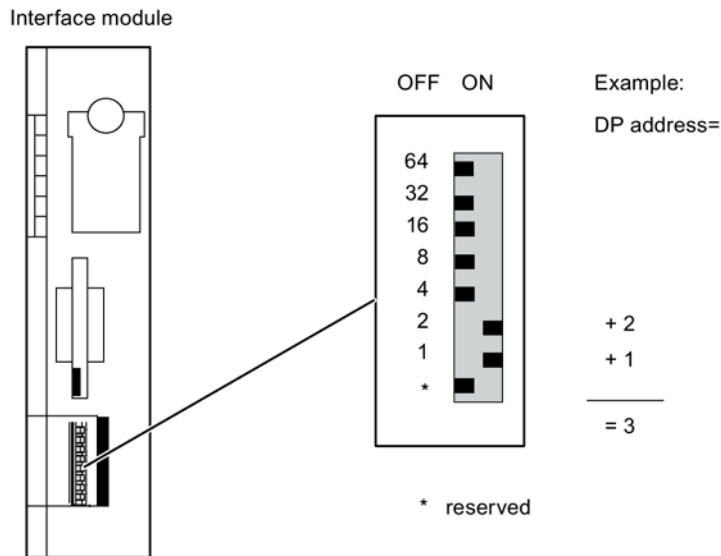 Interface module
OFF ON
Example:
DP address=
64
32
16
8
4
2
+ 2
1
+ 1
*
= 3
* reserved